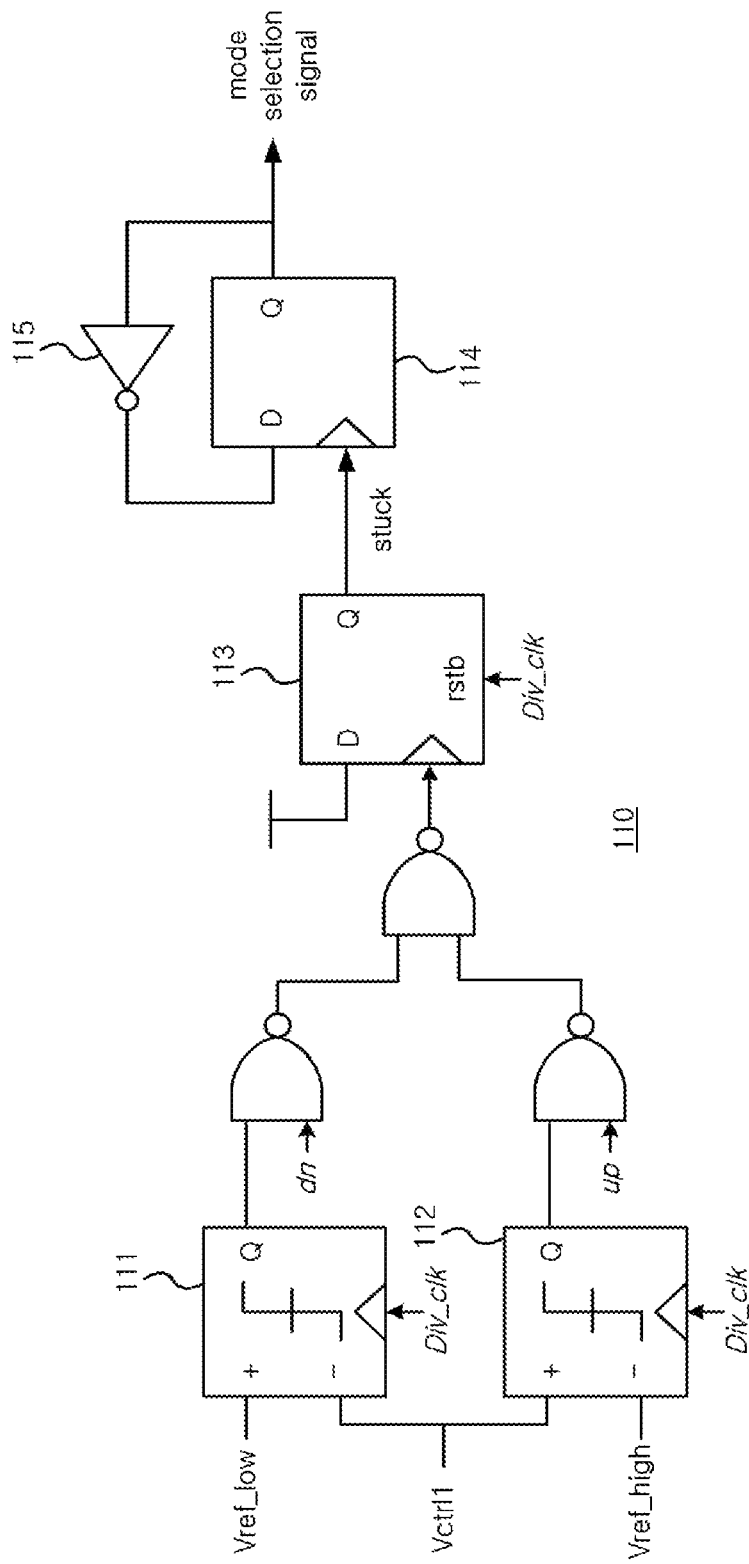 Vref_low
Vctrl1
Vref_high
+
−
Q
111
Div_clk
+
−
Q
112
Div_clk
dn
up
110
D
Q
rstb
113
Div_clk
stuck
D
Q
114
115
mode
selection
signal